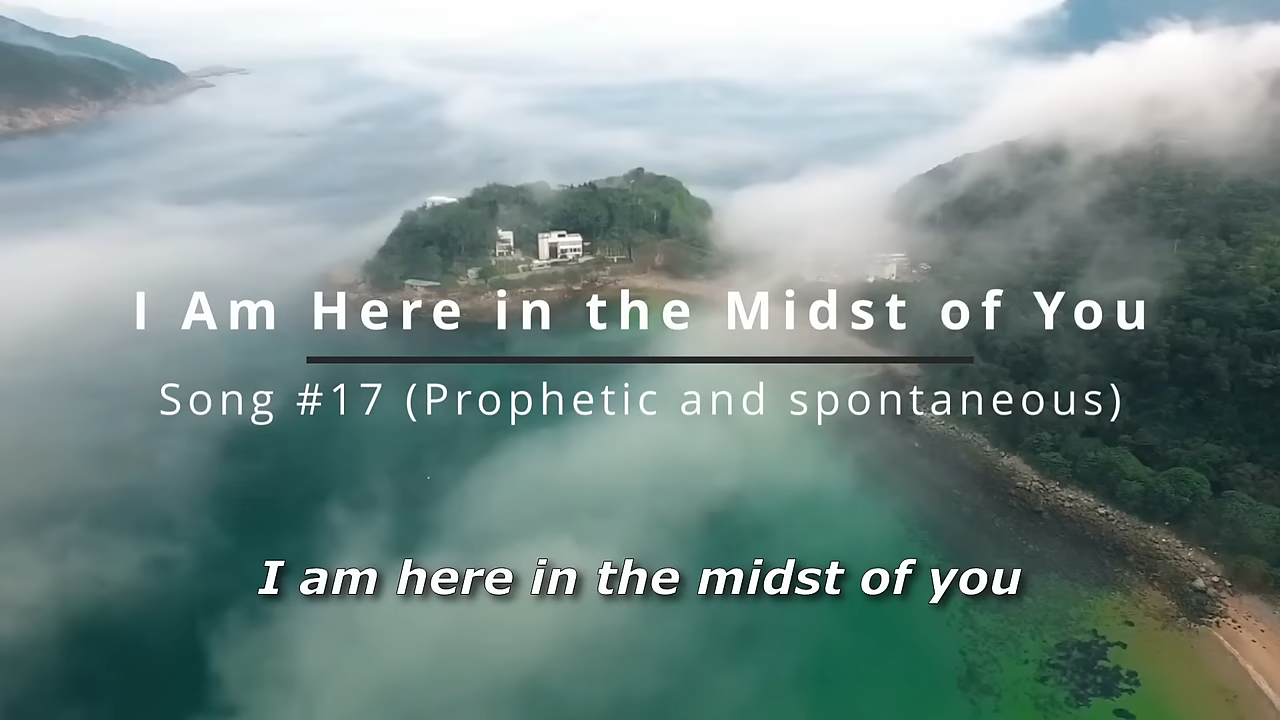 I Am Here in the Midst of You
Song #17 (Prophetic and spontaneous)
I am here in the midst of you